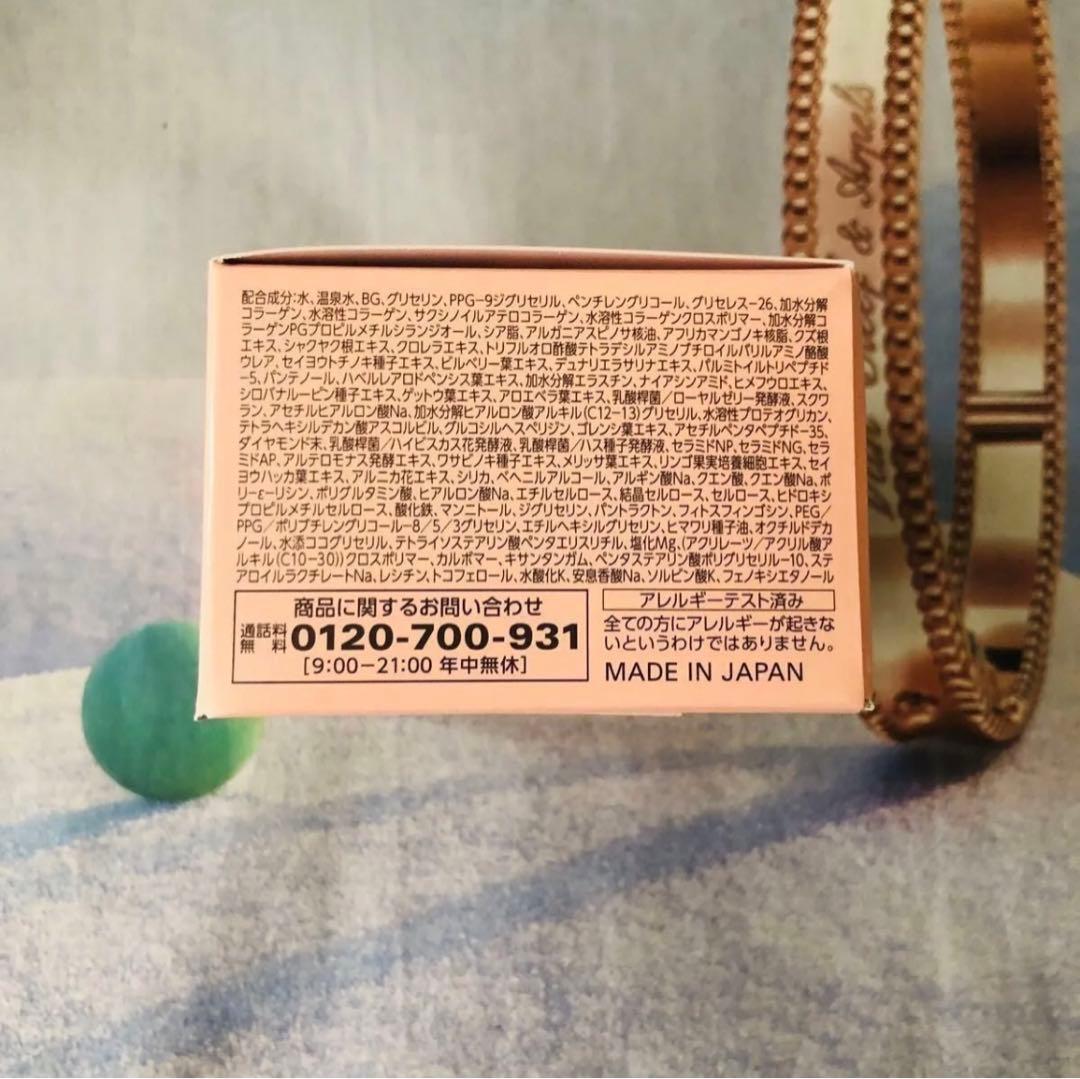 配合成分:水、温泉水、BG、グリセリン、PPG-9ジグリセリル、ペンチレングリコール、グリセレス-26、加水分解
コラーゲン、水溶性コラーゲン、サクシノイルアテロコラーゲン、水溶性コラーゲンクロスポリマー、加水分解コ
ラーゲンPGプロピルメチルシランジオール、シア脂、アルガニアスピノサ核油、アフリカマンゴノキ核脂、クズ根
エキス、シャクヤク根エキス、クロレラエキス、トリフルオロ酢酸テトラデシルアミノブチロイルバリルアミノ酪酸
ウレア、セイヨウトチノキ種子エキス、ビルベリー葉エキス、デュナリエラサリナエキス、パルミトイルトリペプチド
-5、パンテノール、ハベルレアロドペンシス葉エキス、加水分解エラスチン、ナイアシンアミド、ヒメフウロエキス、
シロバナルーピン種子エキス、ゲットウ葉エキス、アロエベラ葉エキス、乳酸桿菌/ローヤルゼリー発酵液、スクワ
ラン、アセチルヒアルロン酸Na、加水分解ヒアルロン酸アルキル(C12-13)グリセリル、水溶性プロテオグリカン、
テトラヘキシルデカン酸アスコルビル、グルコシルヘスペリジン、ゴレンシ葉エキス、アセチルペンタペプチド-35、
ダイヤモンド末、乳酸桿菌/ハイビスカス花発酵液、乳酸桿菌/ハス種子発酵液、セラミドNP、セラミドNG、セラ
ミドAP、アルテロモナス発酵エキス、ワサビノキ種子エキス、メリッサ葉エキス、リンゴ果実培養細胞エキス、セイ
ヨウハッカ葉エキス、アルニカ花エキス、シリカ、ベヘニルアルコール、アルギン酸Na、クエン酸、クエン酸Na、ポ
リ-ε-リシン、ポリグルタミン酸、ヒアルロン酸Na、エチルセルロース、結晶セルロース、セルロース、ヒドロキシ
プロピルメチルセルロース、酸化鉄、マンニトール、ジグリセリン、パントラクトン、フィトスフィンゴシン、PEG/
PPG/ポリブチレングリコール-8/5/3グリセリン、エチルヘキシルグリセリン、ヒマワリ種子油、オクチルドデカ
ノール、水添ココグリセリル、テトライソステアリン酸ペンタエリスリチル、塩化Mg、(アクリレーツ/アクリル酸ア
ルキル(C10-30))クロスポリマー、カルボマー、キサンタンガム、ペンタステアリン酸ポリグリセリル-10、ステ
アロイルラクチレートNa、レシチン、トコフェロール、水酸化K、安息香酸Na、ソルビン酸K、フェノキシエタノール
商品に関するお問い合わせ
通話料無料 0120-700-931
[9:00-21:00 年中無休]
アレルギーテスト済み
全ての方にアレルギーが起きな
いというわけではありません。
MADE IN JAPAN
& Arpels